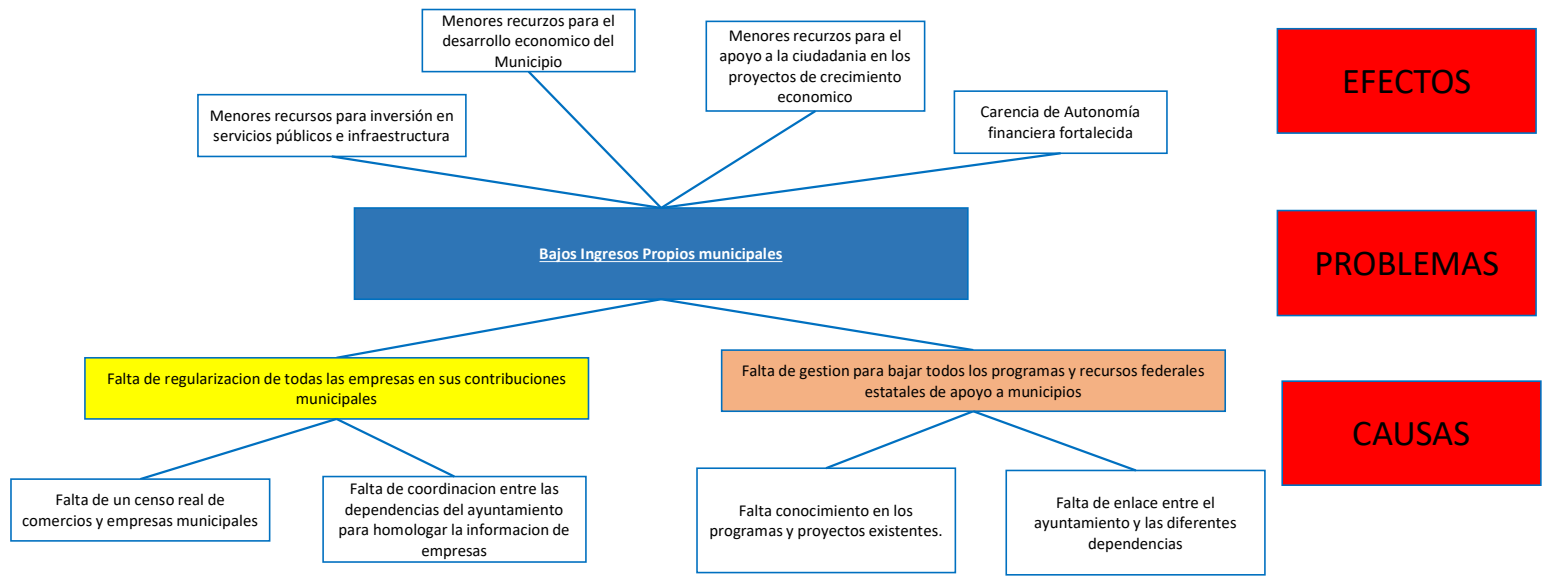 Menores recurzos para el
desarrollo economico del
Municipio
Menores recurzos para el
apoyo a la ciudadania en los
proyectos de crecimiento
economico
Menores recursos para inversión en
servicios públicos e infraestructura
Carencia de Autonomía
financiera fortalecida
EFECTOS
Bajos Ingresos Propios municipales
PROBLEMAS
Falta de regularizacion de todas las empresas en sus contribuciones
municipales
Falta de gestion para bajar todos los programas y recursos federales
estatales de apoyo a municipios
CAUSAS
Falta de un censo real de
comercios y empresas municipales
Falta de coordinacion entre las
dependencias del ayuntamiento
para homologar la informacion de
empresas
Falta conocimiento en los
programas y proyectos existentes.
Falta de enlace entre el
ayuntamiento y las diferentes
dependencias